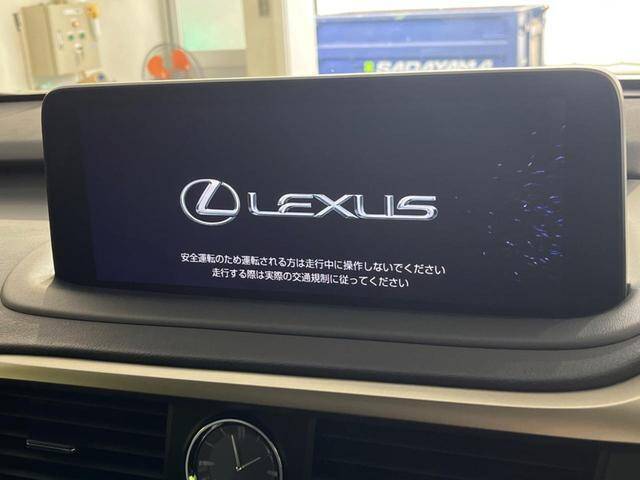 SADAYAMA
LEXUS
安全運転のため運転される方は走行中に操作しないでください
走行する際は実際の交通規制に従ってください